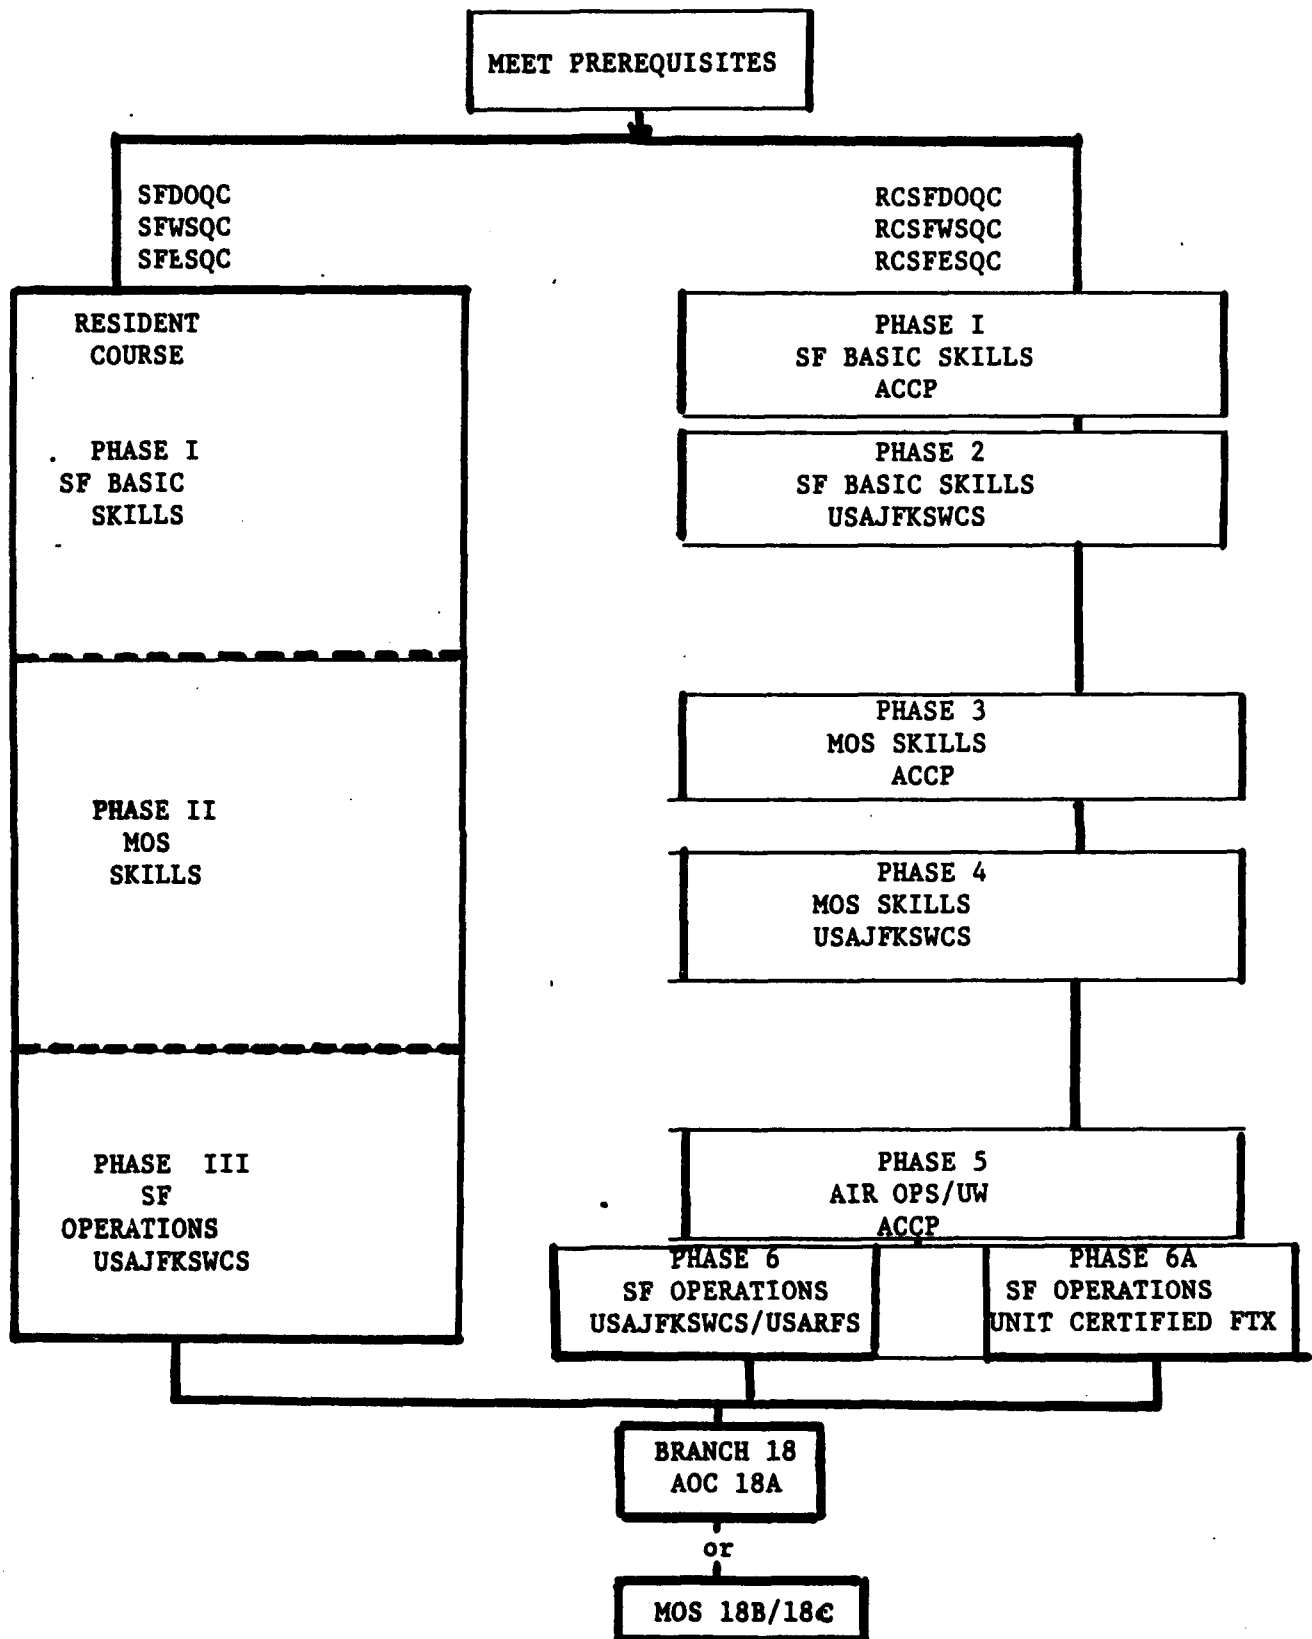 MEET PREREQUISITES
SFDOQC
SFWSQC
SFESQC
RESIDENT
COURSE
PHASE I
SF BASIC
SKILLS
PHASE II
MOS
SKILLS
PHASE III
SF
OPERATIONS
USAJFKSWCS
RCSFDOQC
RCSFWSQC
RCSFESQC
PHASE I
SF BASIC SKILLS
ACCP
PHASE 2
SF BASIC SKILLS
USAJFKSWCS
PHASE 3
MOS SKILLS
ACCP
PHASE 4
MOS SKILLS
USAJFKSWCS
PHASE 5
AIR OPS/UW
ACCP
PHASE 6
SF OPERATIONS
USAJFKSWCS/USARFS
PHASE 6A
SF OPERATIONS
UNIT CERTIFIED FTX
BRANCH 18
AOC 18A
or
MOS 18B/18C